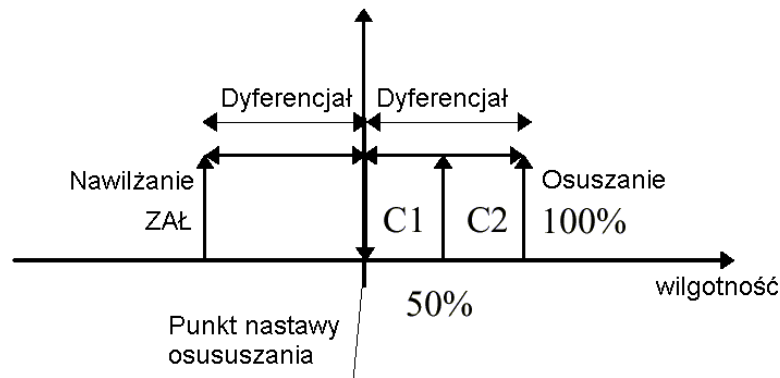 Dyferencjał Dyferencjał
Nawilżanie
ZAŁ
C1 C2
Osuszanie
100%
wilgotność
50%
Punkt nastawy
osususzania